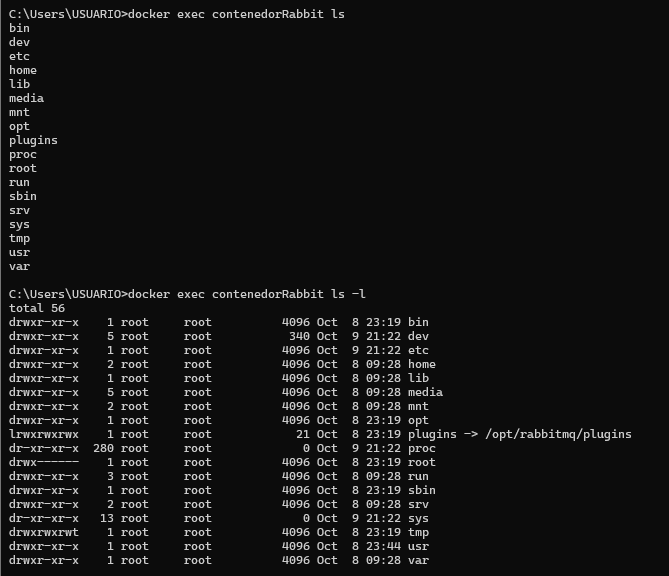 C:\Users\USUARIO>docker exec contenedorRabbit ls
bin
dev
etc
home
lib
media
mnt
opt
plugins
proc
root
run
sbin
srv
sys
tmp
usr
var

C:\Users\USUARIO>docker exec contenedorRabbit ls -l
total 56
drwxr-xr-x    1 root     root          4096 Oct  8 23:19 bin
drwxr-xr-x    5 root     root           340 Oct  9 21:22 dev
drwxr-xr-x    1 root     root          4096 Oct  9 21:22 etc
drwxr-xr-x    2 root     root          4096 Oct  8 09:28 home
drwxr-xr-x    1 root     root          4096 Oct  8 09:28 lib
drwxr-xr-x    5 root     root          4096 Oct  8 09:28 media
drwxr-xr-x    2 root     root          4096 Oct  8 09:28 mnt
drwxr-xr-x    1 root     root          4096 Oct  8 23:19 opt
lrwxrwxrwx    1 root     root            21 Oct  8 23:19 plugins -> /opt/rabbitmq/plugins
dr-xr-xr-x  280 root     root             0 Oct  9 21:22 proc
drwx------    1 root     root          4096 Oct  8 23:19 root
drwxr-xr-x    3 root     root          4096 Oct  8 09:28 run
drwxr-xr-x    1 root     root          4096 Oct  8 23:19 sbin
drwxr-xr-x    2 root     root          4096 Oct  8 09:28 srv
dr-xr-xr-x   13 root     root             0 Oct  9 21:22 sys
drwxrwxrwt    1 root     root          4096 Oct  8 23:19 tmp
drwxr-xr-x    1 root     root          4096 Oct  8 23:44 usr
drwxr-xr-x    1 root     root          4096 Oct  8 09:28 var